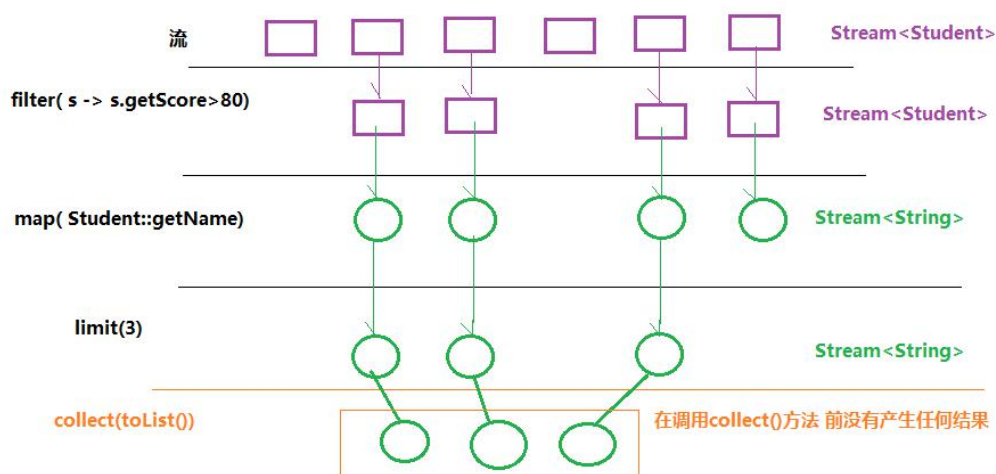 流
Stream<Student>
filter( s -> s.getScore>80)
Stream<Student>
map( Student::getName)
Stream<String>
limit(3)
Stream<String>
collect(toList())
在调用collect()方法 前没有产生任何结果